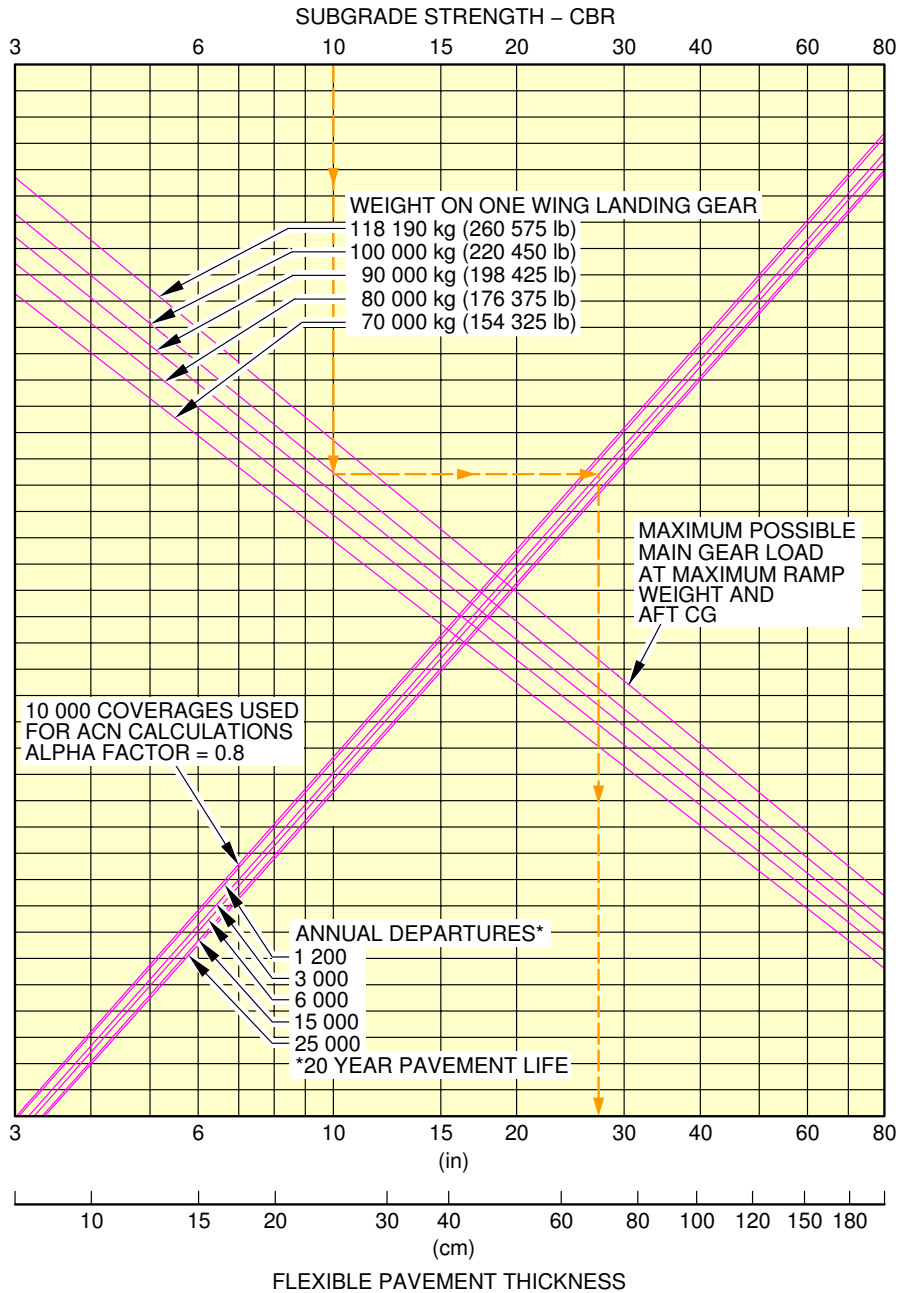 SUBGRADE STRENGTH – CBR
3 6 10 15 20 30 40 60 80
WEIGHT ON ONE WING LANDING GEAR
118 190 kg (260 575 lb)
100 000 kg (220 450 lb)
90 000 kg (198 425 lb)
80 000 kg (176 375 lb)
70 000 kg (154 325 lb)
MAXIMUM POSSIBLE
MAIN GEAR LOAD
AT MAXIMUM RAMP
WEIGHT AND
AFT CG
10 000 COVERAGES USED
FOR ACN CALCULATIONS
ALPHA FACTOR = 0.8
ANNUAL DEPARTURES*
1 200
3 000
6 000
15 000
25 000
*20 YEAR PAVEMENT LIFE
3 6 10 15 20 30 40 60 80
(in)
10 15 20 30 40 60 80 100 120 150 180
(cm)
FLEXIBLE PAVEMENT THICKNESS